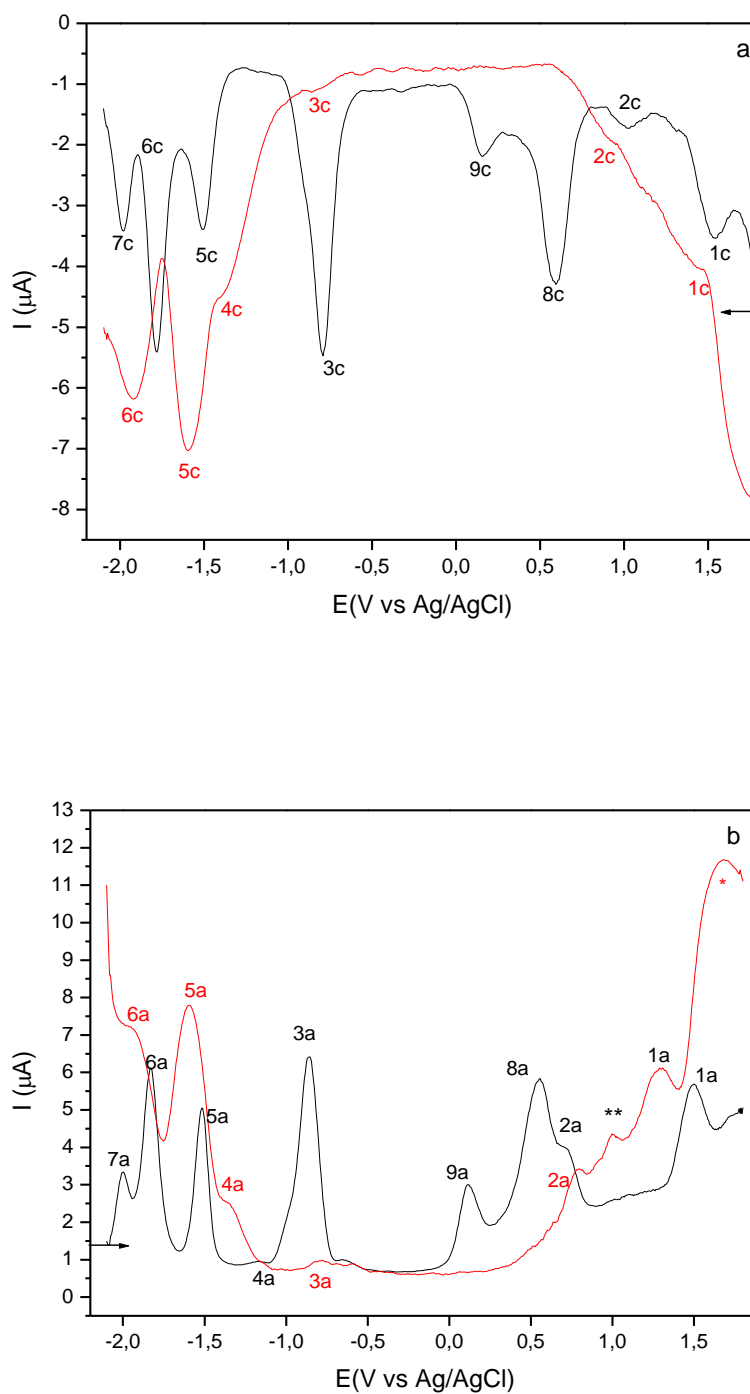 a
0
-1
-2
-3
-4
-5
-6
-7
-8
I (µA)
6c
7c
5c
3c
9c
8c
2c
1c
3c
2c
4c
1c
6c
5c
-2,0 -1,5 -1,0 -0,5 0,0 0,5 1,0 1,5
E(V vs Ag/AgCl)
b
13
12
11
10
9
8
7
6
5
4
3
2
1
0
I (µA)
*
5a
6a
6a
3a
8a
1a
1a
5a
**
2a
7a
4a
9a
2a
4a
3a
-2,0 -1,5 -1,0 -0,5 0,0 0,5 1,0 1,5
E(V vs Ag/AgCl)